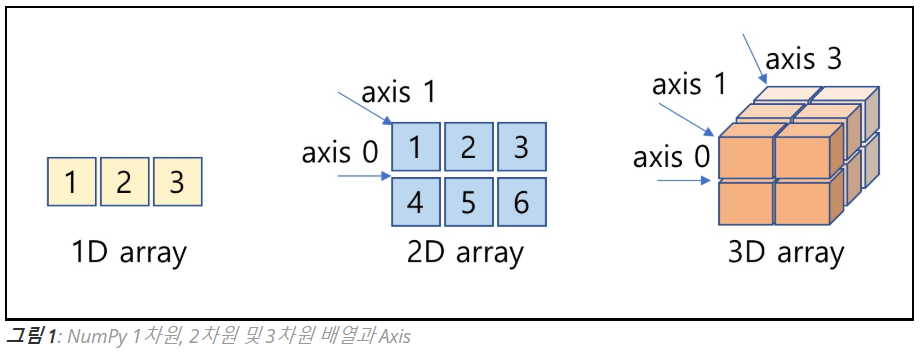 axis 3
axis 1
axis 1
axis 0
1 2 3
axis 0
1 2 3
4 5 6
1D array
2D array
3D array
그림 1: NumPy 1차원, 2차원 및 3차원 배열과 Axis